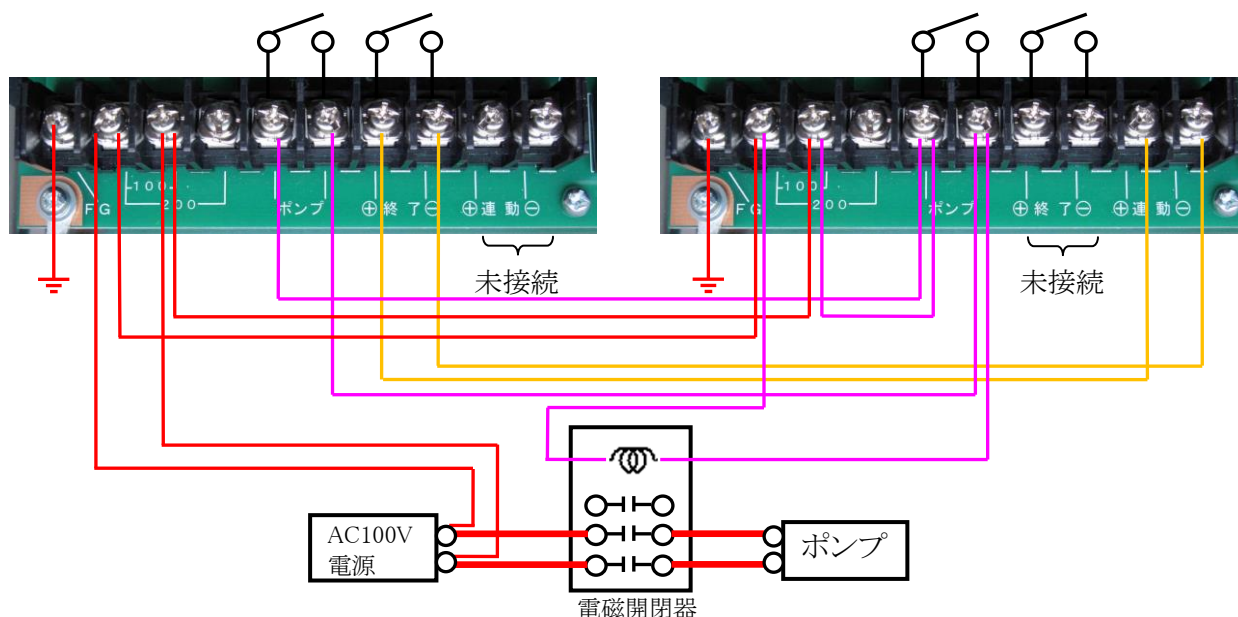 100
200
FG
ポンプ
⊕終 了⊖
⊕連 動⊖
未接続
100
200
FG
ポンプ
⊕終 了⊖
⊕連 動⊖
未接続
AC100V
電源
ポンプ
電磁開閉器